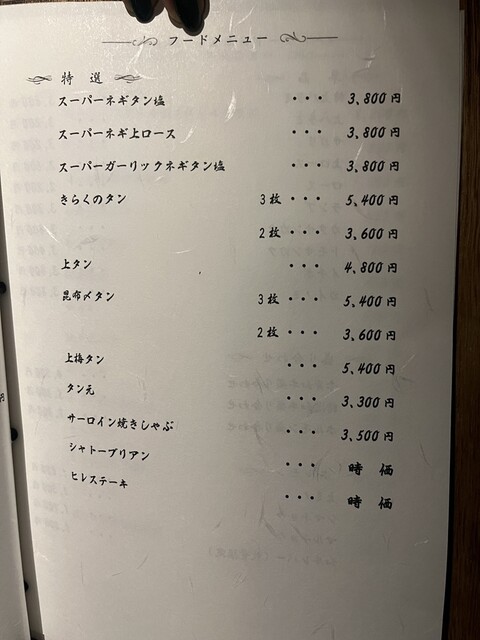 フードメニュー
特選
スーパーネギタン塩 ・・・ 3,800円
スーパーネギ上ロース ・・・ 3,800円
スーパーガーリックネギタン塩 ・・・ 3,800円
きらくのタン 3枚・・・ 5,400円
2枚・・・ 3,600円
上タン ・・・ 4,800円
昆布〆タン 3枚・・・ 5,400円
2枚・・・ 3,600円
上梅タン ・・・ 5,400円
タン元 ・・・ 3,300円
サーロイン焼きしゃぶ ・・・ 3,500円
シャトーブリアン ・・・ 時価
ヒレステーキ ・・・ 時価
円